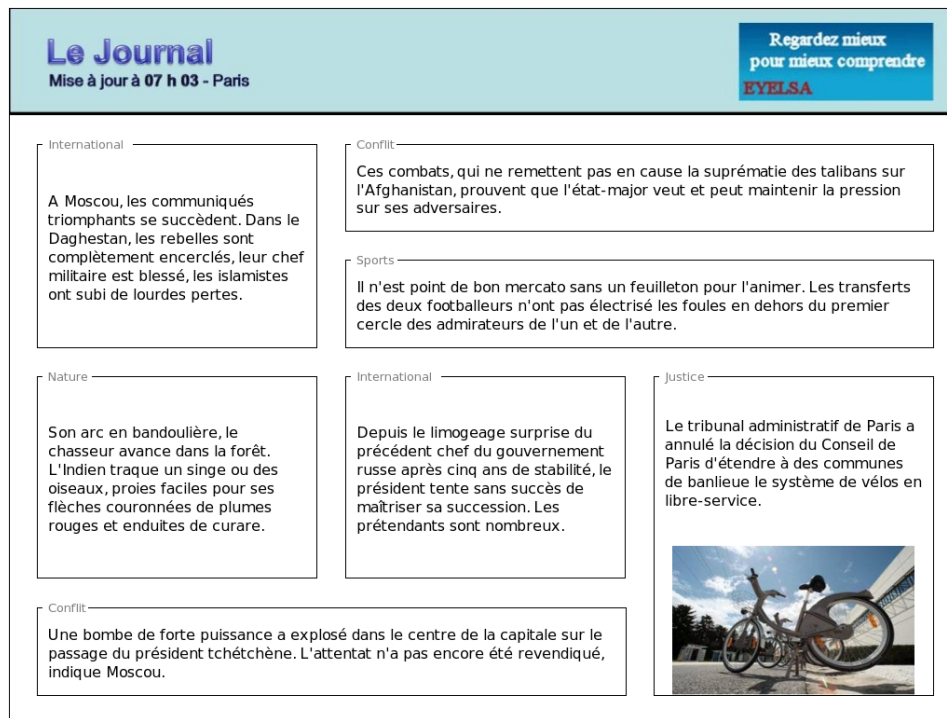 Le Journal
Mise à jour à 07 h 03 - Paris
Regardez mieux
pour mieux comprendre
EYELSA
International
A Moscou, les communiqués
triomphants se succèdent. Dans le
Daghestan, les rebelles sont
complètement encerclés, leur chef
militaire est blessé, les islamistes
ont subi de lourdes pertes.
Conflit
Ces combats, qui ne remettent pas en cause la suprématie des talibans sur
l'Afghanistan, prouvent que l'état-major veut et peut maintenir la pression
sur ses adversaires.
Sports
Il n'est point de bon mercato sans un feuilleton pour l'animer. Les transferts
des deux footballeurs n'ont pas électrisé les foules en dehors du premier
cercle des admirateurs de l'un et de l'autre.
Nature
Son arc en bandoulière, le
chasseur avance dans la forêt.
L'Indien traque un singe ou des
oiseaux, proies faciles pour ses
flèches couronnées de plumes
rouges et enduites de curare.
International
Depuis le limogeage surprise du
précédent chef du gouvernement
russe après cinq ans de stabilité, le
président tente sans succès de
maîtriser sa succession. Les
prétendants sont nombreux.
Justice
Le tribunal administratif de Paris a
annulé la décision du Conseil de
Paris d'étendre à des communes
de banlieue le système de vélos en
libre-service.
Conflit
Une bombe de forte puissance a explosé dans le centre de la capitale sur le
passage du président tchétchène. L'attentat n'a pas encore été revendiqué,
indique Moscou.